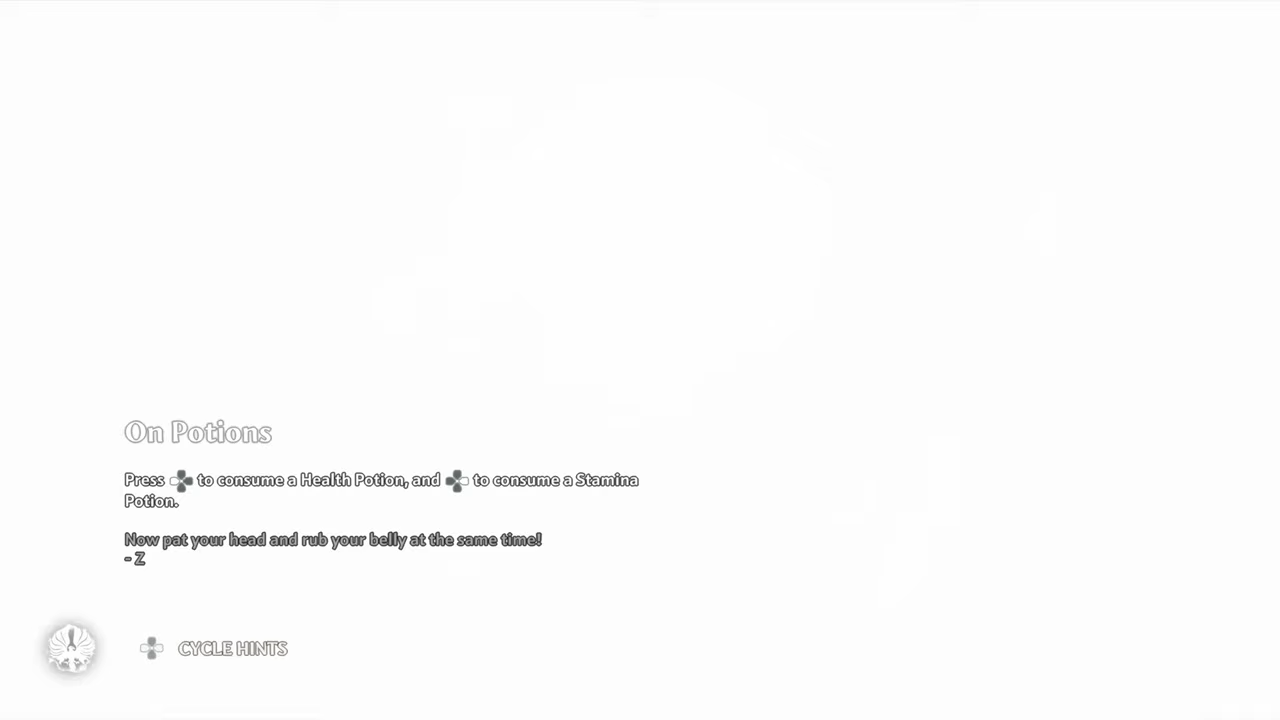 On Potions
Press to consume a Health Potion, and to consume a Stamina
Potion.
Now pat your head and rub your belly at the same time!
- Z
CYCLE HINTS